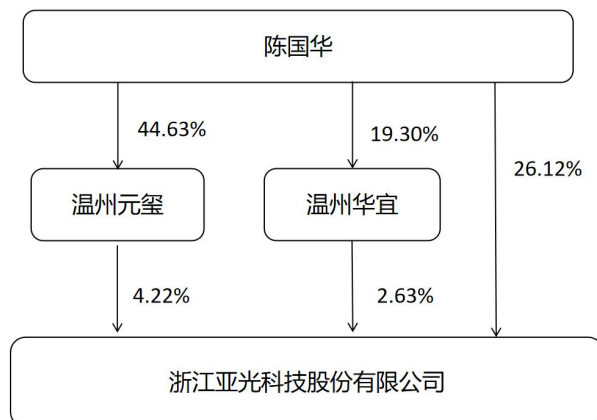 陈国华
44.63%
19.30%
26.12%
温州元玺
温州华宜
4.22%
2.63%
浙江亚光科技股份有限公司